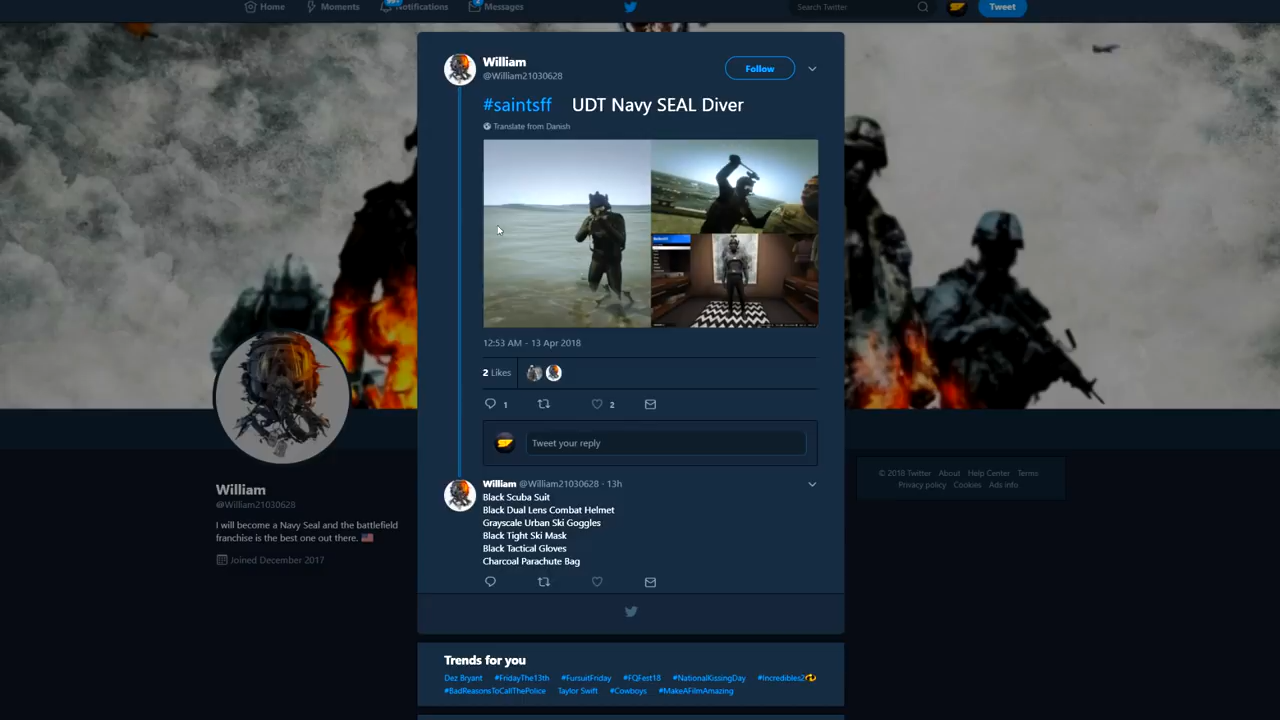 Home
Moments
99+
Notifications
Messages
Search Twitter
Tweet
William
@William21030628
Follow
#saintsff UDT Navy SEAL Diver
Translate from Danish
12:53 AM - 13 Apr 2018
2 Likes
1
2
Tweet your reply
William @William21030628 · 13h
Black Scuba Suit
Black Dual Lens Combat Helmet
Grayscale Urban Ski Goggles
Black Tight Ski Mask
Black Tactical Gloves
Charcoal Parachute Bag
William
@William21030628
I will become a Navy Seal and the battlefield
franchise is the best one out there.
Joined December 2017
© 2018 Twitter About Help Center Terms
Privacy policy Cookies Ads info
Trends for you
Dez Bryant #FridayThe13th #FursuitFriday #FQFest18 #NationalKissingDay #Incredibles2
#BadReasonsToCallThePolice Taylor Swift #Cowboys #MakeAFilmAmazing